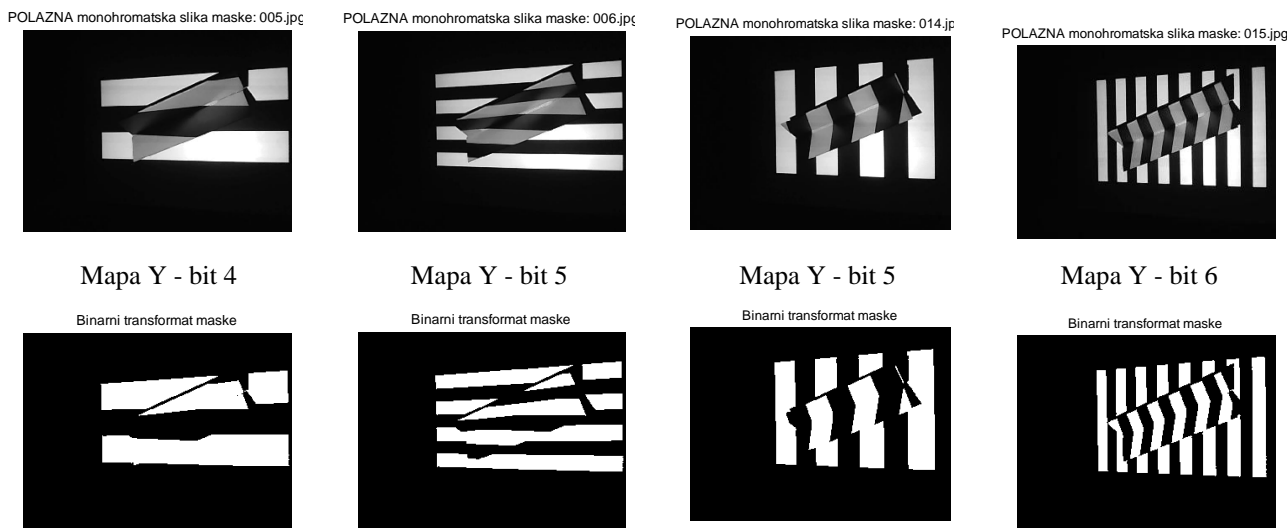 POLAZNA monohromatska slika maske: 005.jpg
POLAZNA monohromatska slika maske: 006.jpg
POLAZNA monohromatska slika maske: 014.jp
POLAZNA monohromatska slika maske: 015.jpg
Mapa Y - bit 4
Mapa Y - bit 5
Mapa Y - bit 5
Mapa Y - bit 6
Binarni transformat maske
Binarni transformat maske
Binarni transformat maske
Binarni transformat maske